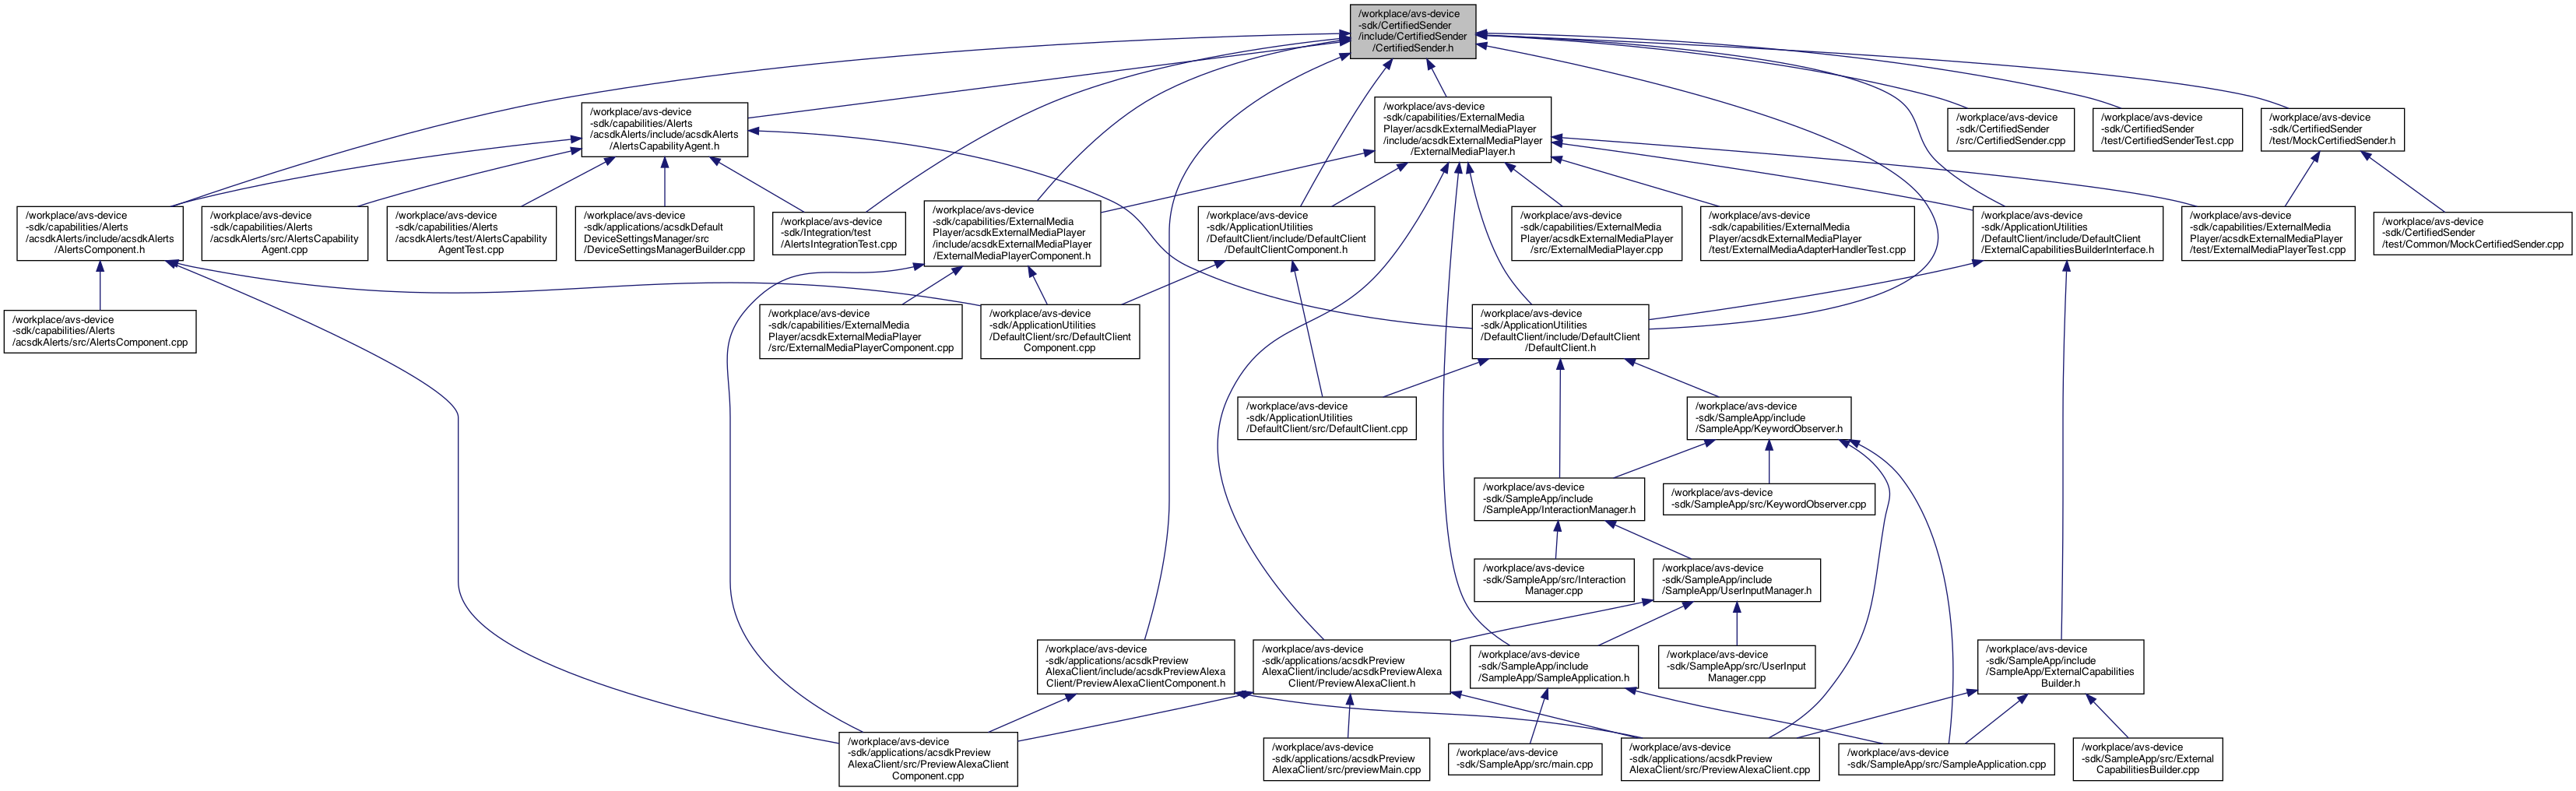 /workplace/avs-device
-sdk/CertifiedSender
/include/CertifiedSender
/CertifiedSender.h
/workplace/avs-device
-sdk/capabilities/Alerts
/acsdkAlerts/include/acsdkAlerts
/AlertsCapabilityAgent.h
/workplace/avs-device
-sdk/capabilities/ExternalMedia
Player/acsdkExternalMediaPlayer
/include/acsdkExternalMediaPlayer
/ExternalMediaPlayer.h
/workplace/avs-device
-sdk/CertifiedSender
/src/CertifiedSender.cpp
/workplace/avs-device
-sdk/CertifiedSender
/test/CertifiedSenderTest.cpp
/workplace/avs-device
-sdk/CertifiedSender
/test/MockCertifiedSender.h
/workplace/avs-device
-sdk/capabilities/Alerts
/acsdkAlerts/include/acsdkAlerts
/AlertsComponent.h
/workplace/avs-device
-sdk/capabilities/Alerts
/acsdkAlerts/src/AlertsCapability
Agent.cpp
/workplace/avs-device
-sdk/capabilities/Alerts
/acsdkAlerts/test/AlertsCapability
AgentTest.cpp
/workplace/avs-device
-sdk/applications/acsdkDefault
DeviceSettingsManager/src
/DeviceSettingsManagerBuilder.cpp
/workplace/avs-device
-sdk/Integration/test
/AlertsIntegrationTest.cpp
/workplace/avs-device
-sdk/capabilities/ExternalMedia
Player/acsdkExternalMediaPlayer
/include/acsdkExternalMediaPlayer
/ExternalMediaPlayerComponent.h
/workplace/avs-device
-sdk/ApplicationUtilities
/DefaultClient/include/DefaultClient
/DefaultClientComponent.h
/workplace/avs-device
-sdk/capabilities/ExternalMedia
Player/acsdkExternalMediaPlayer
/src/ExternalMediaPlayer.cpp
/workplace/avs-device
-sdk/capabilities/ExternalMedia
Player/acsdkExternalMediaPlayer
/test/ExternalMediaAdapterHandlerTest.cpp
/workplace/avs-device
-sdk/ApplicationUtilities
/DefaultClient/include/DefaultClient
/ExternalCapabilitiesBuilderInterface.h
/workplace/avs-device
-sdk/capabilities/ExternalMedia
Player/acsdkExternalMediaPlayer
/test/ExternalMediaPlayerTest.cpp
/workplace/avs-device
-sdk/CertifiedSender
/test/Common/MockCertifiedSender.cpp
/workplace/avs-device
-sdk/capabilities/Alerts
/acsdkAlerts/src/AlertsComponent.cpp
/workplace/avs-device
-sdk/capabilities/ExternalMedia
Player/acsdkExternalMediaPlayer
/src/ExternalMediaPlayerComponent.cpp
/workplace/avs-device
-sdk/ApplicationUtilities
/DefaultClient/src/DefaultClient
Component.cpp
/workplace/avs-device
-sdk/ApplicationUtilities
/DefaultClient/include/DefaultClient
/DefaultClient.h
/workplace/avs-device
-sdk/ApplicationUtilities
/DefaultClient/src/DefaultClient.cpp
/workplace/avs-device
-sdk/SampleApp/include
/SampleApp/KeywordObserver.h
/workplace/avs-device
-sdk/SampleApp/include
/SampleApp/InteractionManager.h
/workplace/avs-device
-sdk/SampleApp/src/KeywordObserver.cpp
/workplace/avs-device
-sdk/SampleApp/src/Interaction
Manager.cpp
/workplace/avs-device
-sdk/SampleApp/include
/SampleApp/UserInputManager.h
/workplace/avs-device
-sdk/applications/acsdkPreview
AlexaClient/include/acsdkPreviewAlexa
Client/PreviewAlexaClientComponent.h
/workplace/avs-device
-sdk/applications/acsdkPreview
AlexaClient/include/acsdkPreviewAlexa
Client/PreviewAlexaClient.h
/workplace/avs-device
-sdk/SampleApp/include
/SampleApp/SampleApplication.h
/workplace/avs-device
-sdk/SampleApp/src/UserInput
Manager.cpp
/workplace/avs-device
-sdk/SampleApp/include
/SampleApp/ExternalCapabilities
Builder.h
/workplace/avs-device
-sdk/applications/acsdkPreview
AlexaClient/src/PreviewAlexaClient
Component.cpp
/workplace/avs-device
-sdk/applications/acsdkPreview
AlexaClient/src/previewMain.cpp
/workplace/avs-device
-sdk/SampleApp/src/main.cpp
/workplace/avs-device
-sdk/applications/acsdkPreview
AlexaClient/src/PreviewAlexaClient.cpp
/workplace/avs-device
-sdk/SampleApp/src/SampleApplication.cpp
/workplace/avs-device
-sdk/SampleApp/src/External
CapabilitiesBuilder.cpp